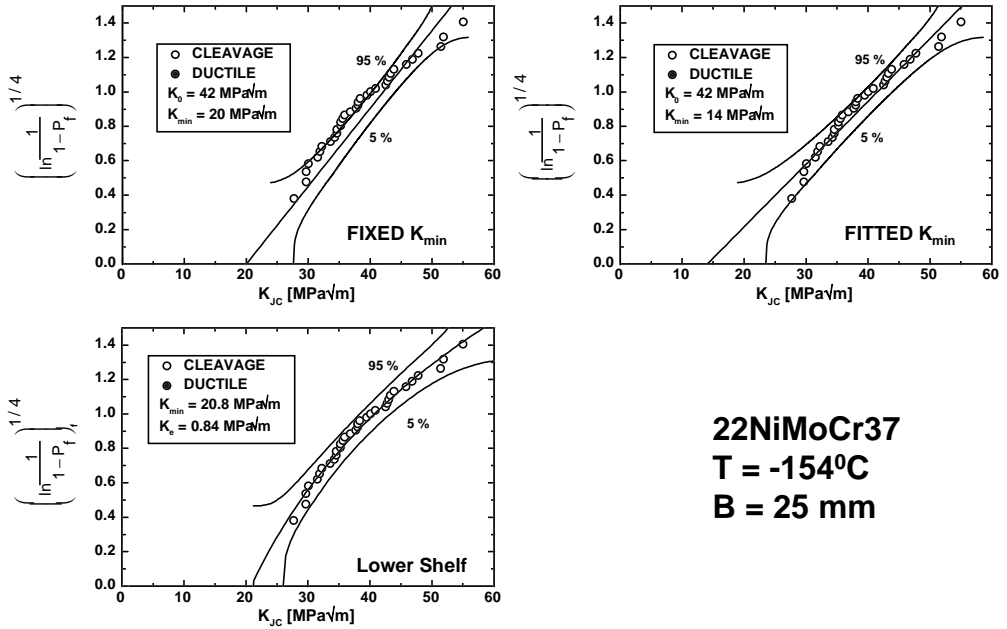 1.4
1.2
1.0
0.8
0.6
0.4
0.2
0.0
0 10 20 30 40 50 60
K_JC [MPa√m]
(ln 1/(1 − P_f))^1/4
CLEAVAGE
DUCTILE
K_0 = 42 MPa√m
K_min = 20 MPa√m
95 %
5 %
FIXED K_min
1.4
1.2
1.0
0.8
0.6
0.4
0.2
0.0
0 10 20 30 40 50 60
K_JC [MPa√m]
(ln 1/(1 − P_f))^1/4
CLEAVAGE
DUCTILE
K_0 = 42 MPa√m
K_min = 14 MPa√m
95 %
5 %
FITTED K_min
1.4
1.2
1.0
0.8
0.6
0.4
0.2
0.0
0 10 20 30 40 50 60
K_JC [MPa√m]
(ln 1/(1 − P_f))_f^1/4
CLEAVAGE
DUCTILE
K_min = 20.8 MPa√m
K_e = 0.84 MPa√m
95 %
5 %
Lower Shelf
22NiMoCr37
T = -154⁰C
B = 25 mm